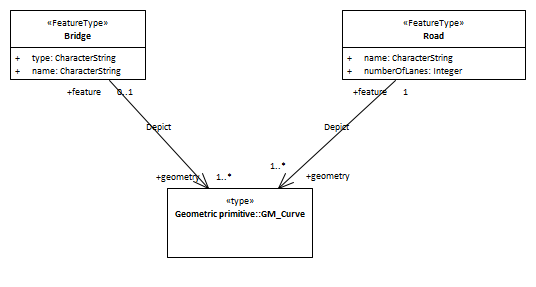 «FeatureType»
Bridge
+ type: CharacterString
+ name: CharacterString
«FeatureType»
Road
+ name: CharacterString
+ numberOfLanes: Integer
+feature 0..1
+feature 1
Depict
Depict
+geometry 1..*
1..*
+geometry
«type»
Geometric primitive::GM_Curve